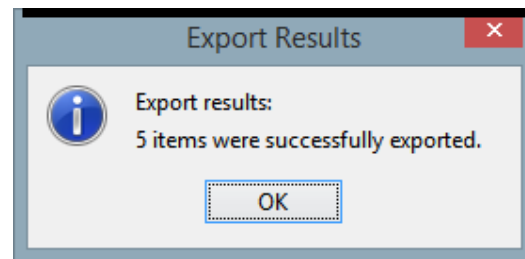 Export Results
Export results:
5 items were successfully exported.
OK